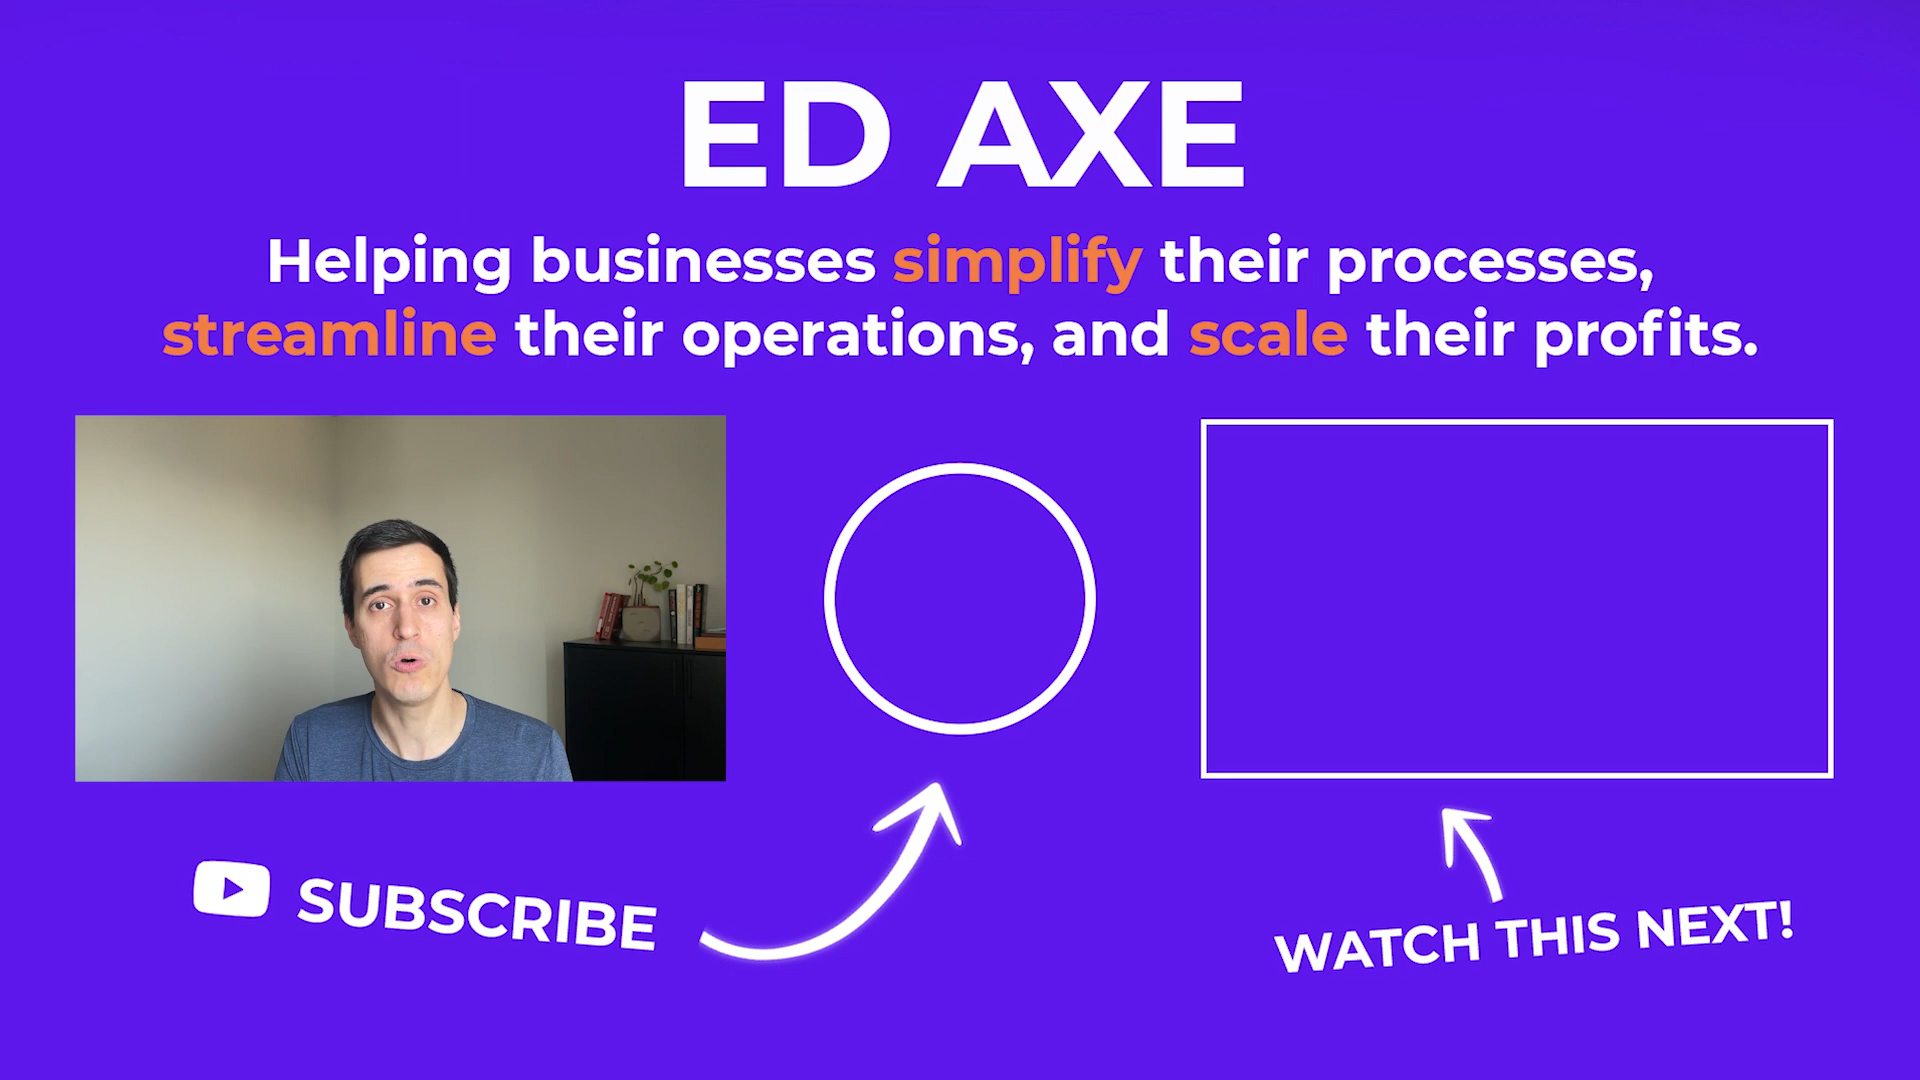 ED AXE
Helping businesses simplify their processes,
streamline their operations, and scale their profits.
SUBSCRIBE
WATCH THIS NEXT!